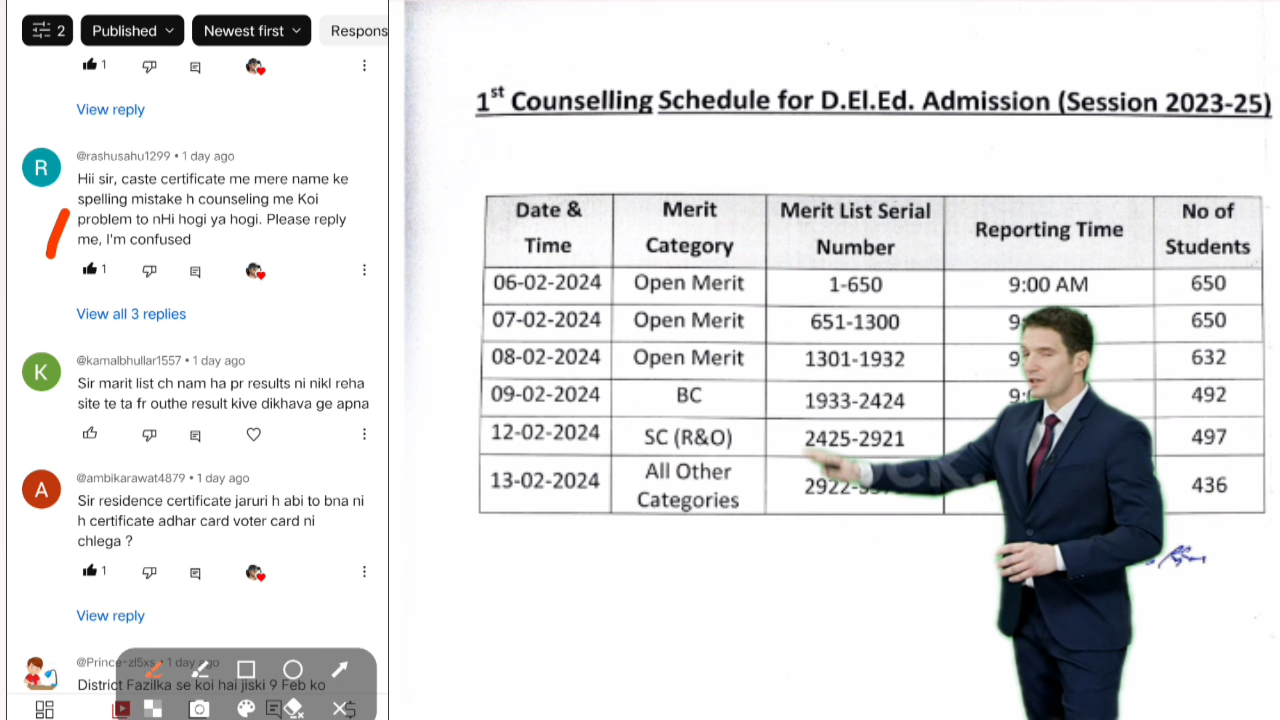 2
Published
Newest first
Respons
1
View reply
R
@rashusahu1299 • 1 day ago
Hii sir, caste certificate me mere name ke
spelling mistake h counseling me Koi
problem to nHi hogi ya hogi. Please reply
me, I'm confused
1
View all 3 replies
K
@kamalbhullar1557 • 1 day ago
Sir marit list ch nam ha pr results ni nikl reha
site te ta fr outhe result kive dikhava ge apna
A
@ambikarawat4879 • 1 day ago
Sir residence certificate jaruri h abi to bna ni
h certificate adhar card voter card ni
chlega ?
1
View reply
@Prince-zl5xs • 1 day ago
District Fazilka se koi hai jiski 9 Feb ko
1st Counselling Schedule for D.El.Ed. Admission (Session 2023-25)
Date & Time Merit Category Merit List Serial Number Reporting Time No of Students
06-02-2024 Open Merit 1-650 9:00 AM 650
07-02-2024 Open Merit 651-1300 650
08-02-2024 Open Merit 1301-1932 632
09-02-2024 BC 1933-2424 492
12-02-2024 SC (R&O) 2425-2921 497
13-02-2024 All Other Categories 436